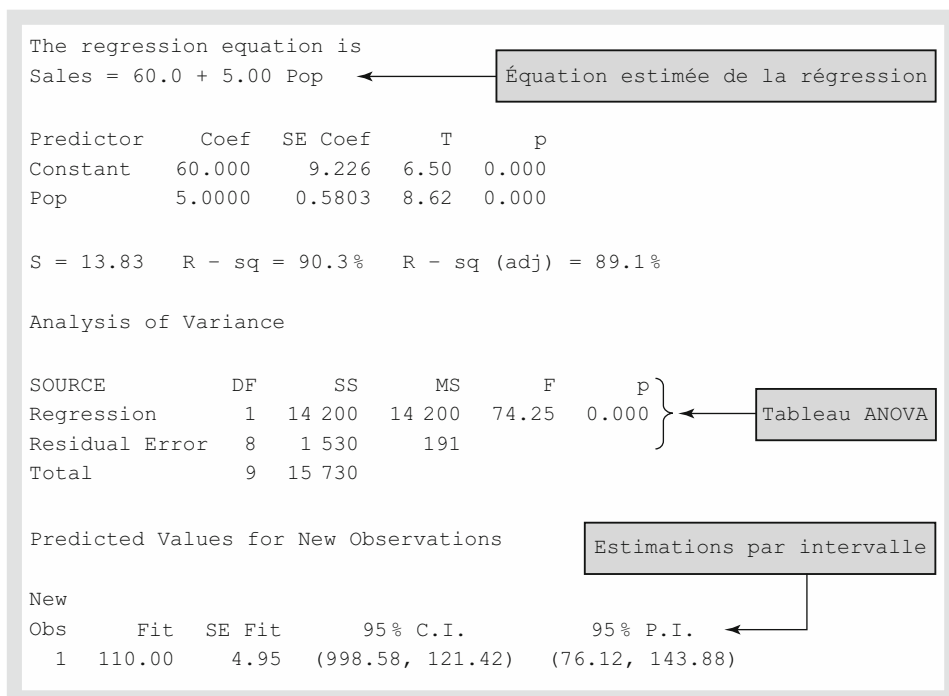 The regression equation is
Sales = 60.0 + 5.00 Pop
Équation estimée de la régression
Predictor Coef SE Coef T p
Constant 60.000 9.226 6.50 0.000
Pop 5.0000 0.5803 8.62 0.000
S = 13.83 R – sq = 90.3% R – sq (adj) = 89.1%
Analysis of Variance
SOURCE DF SS MS F p
Regression 1 14 200 14 200 74.25 0.000
Tableau ANOVA
Residual Error 8 1 530 191
Total 9 15 730
Predicted Values for New Observations
Estimations par intervalle
New
Obs Fit SE Fit 95% C.I. 95% P.I.
1 110.00 4.95 (998.58, 121.42) (76.12, 143.88)